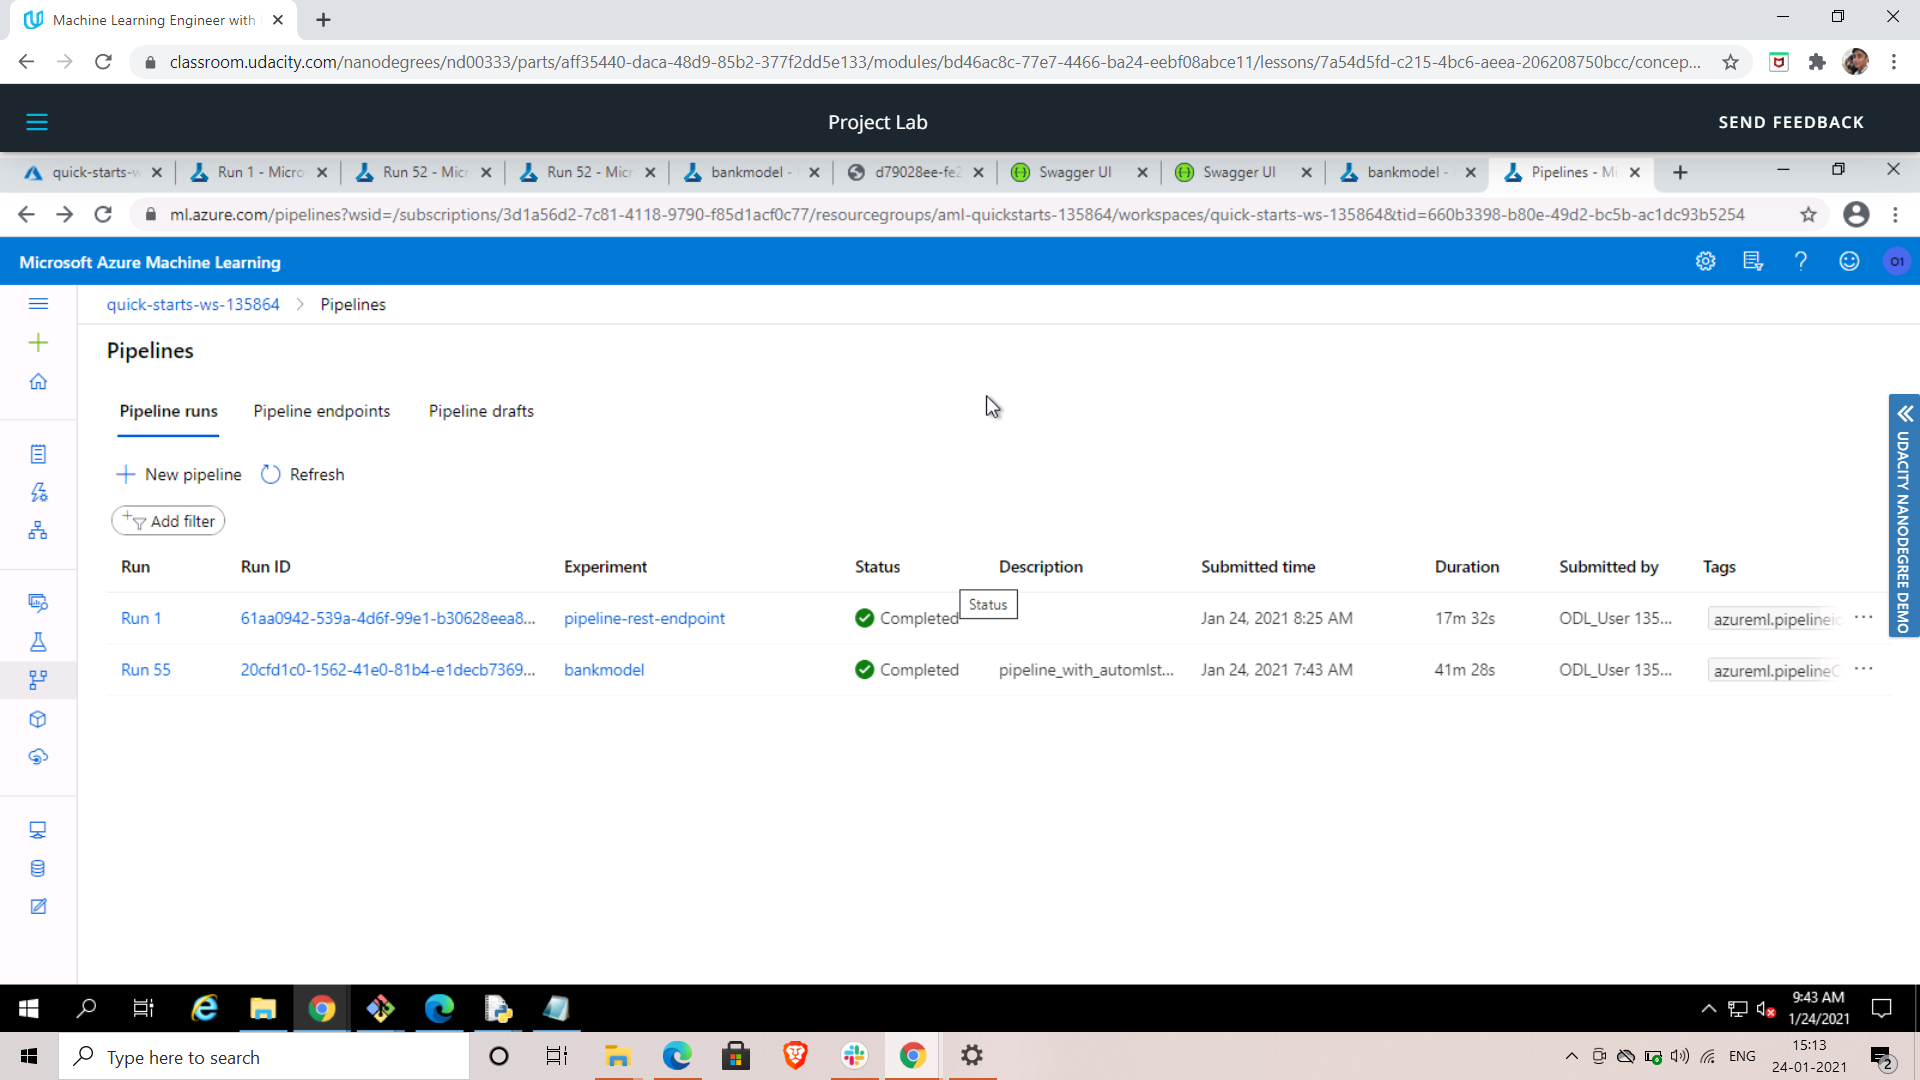 Machine Learning Engineer with
classroom.udacity.com/nanodegrees/nd00333/parts/aff35440-daca-48d9-85b2-377f2dd5e133/modules/bd46ac8c-77e7-4466-ba24-eebf08abce11/lessons/7a54d5fd-c215-4bc6-aeea-206208750bcc/concep...
Project Lab
SEND FEEDBACK
quick-starts-w Run 1 - Micro Run 52 - Micr Run 52 - Micr bankmodel - d79028ee-fe2 Swagger UI Swagger UI bankmodel - Pipelines - Mi
ml.azure.com/pipelines?wsid=/subscriptions/3d1a56d2-7c81-4118-9790-f85d1acf0c77/resourcegroups/aml-quickstarts-135864/workspaces/quick-starts-ws-135864&tid=660b3398-b80e-49d2-bc5b-ac1dc93b5254
Microsoft Azure Machine Learning
O1
quick-starts-ws-135864 > Pipelines
Pipelines
Pipeline runs Pipeline endpoints Pipeline drafts
New pipeline Refresh
Add filter
Run Run ID Experiment Status Description Submitted time Duration Submitted by Tags
Status
Run 1 61aa0942-539a-4d6f-99e1-b30628eea8... pipeline-rest-endpoint Completed Jan 24, 2021 8:25 AM 17m 32s ODL_User 135... azureml.pipelineid ...
Run 55 20cfd1c0-1562-41e0-81b4-e1decb7369... bankmodel Completed pipeline_with_automlst... Jan 24, 2021 7:43 AM 41m 28s ODL_User 135... azureml.pipelineC ...
UDACITY NANODEGREE DEMO
9:43 AM
1/24/2021
Type here to search
ENG
15:13
24-01-2021
2